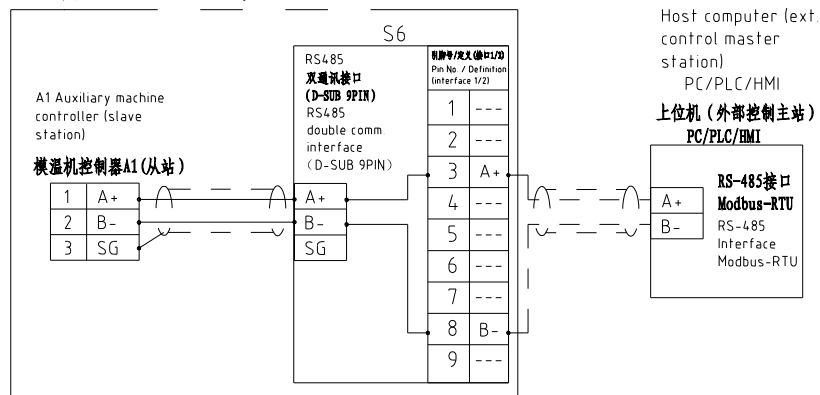 S6
Host computer (ext.
control master
station)
PC/PLC/HMI
上位机（外部控制主站）
PC/PLC/HMI
A1 Auxiliary machine
controller (slave
station)
模温机控制器A1(从站)
1 A+
2 B-
3 SG
RS485
双通讯接口
(D-SUB 9PIN)
RS485
double comm.
interface
（D-SUB 9PIN）
A+
B-
SG
引脚号/定义(接口1/2)
Pin No. / Definition
(interface 1/2)
1 ---
2 ---
3 A+
4 ---
5 ---
6 ---
7 ---
8 B-
9 ---
A+
B-
RS-485接口
Modbus-RTU
RS-485
Interface
Modbus-RTU